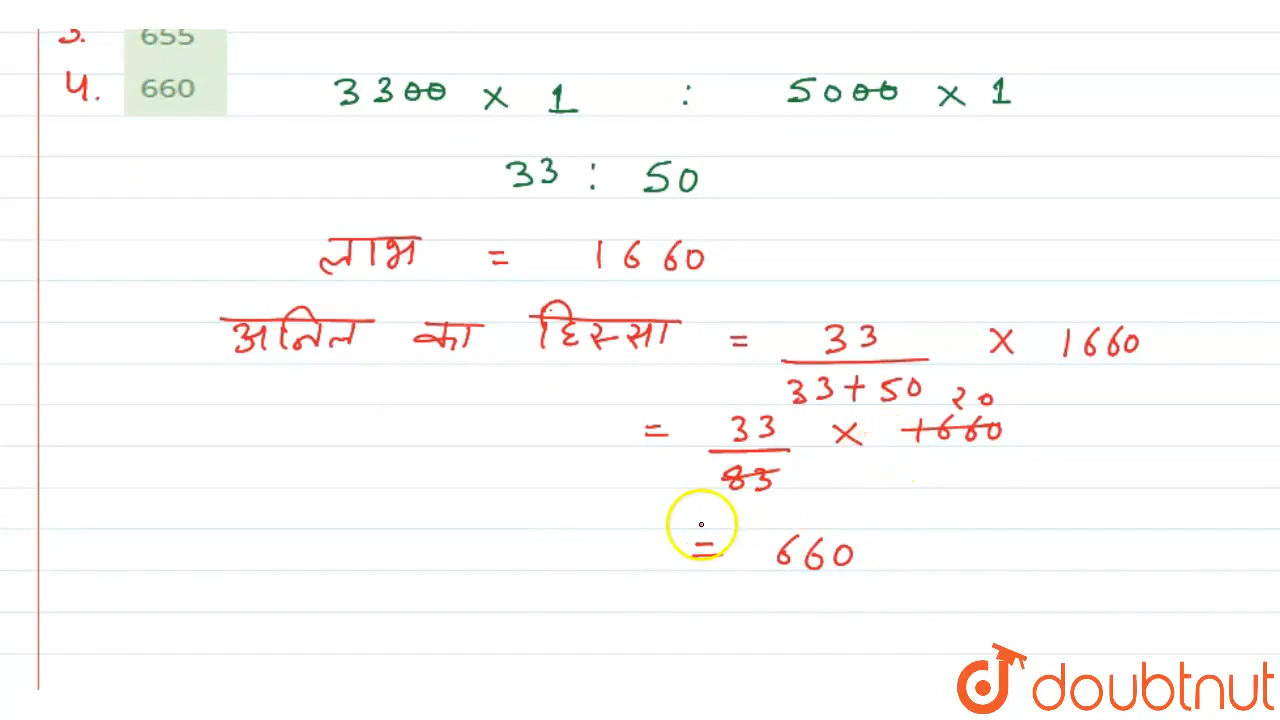 3. 655
4. 660
3300 × 1 : 5000 × 1
33 : 50
लाभ = 1660
अनिल का हिस्सा = 33 × 1660
33 + 50
20
= 33 × 1660
83
= 660
doubtnut